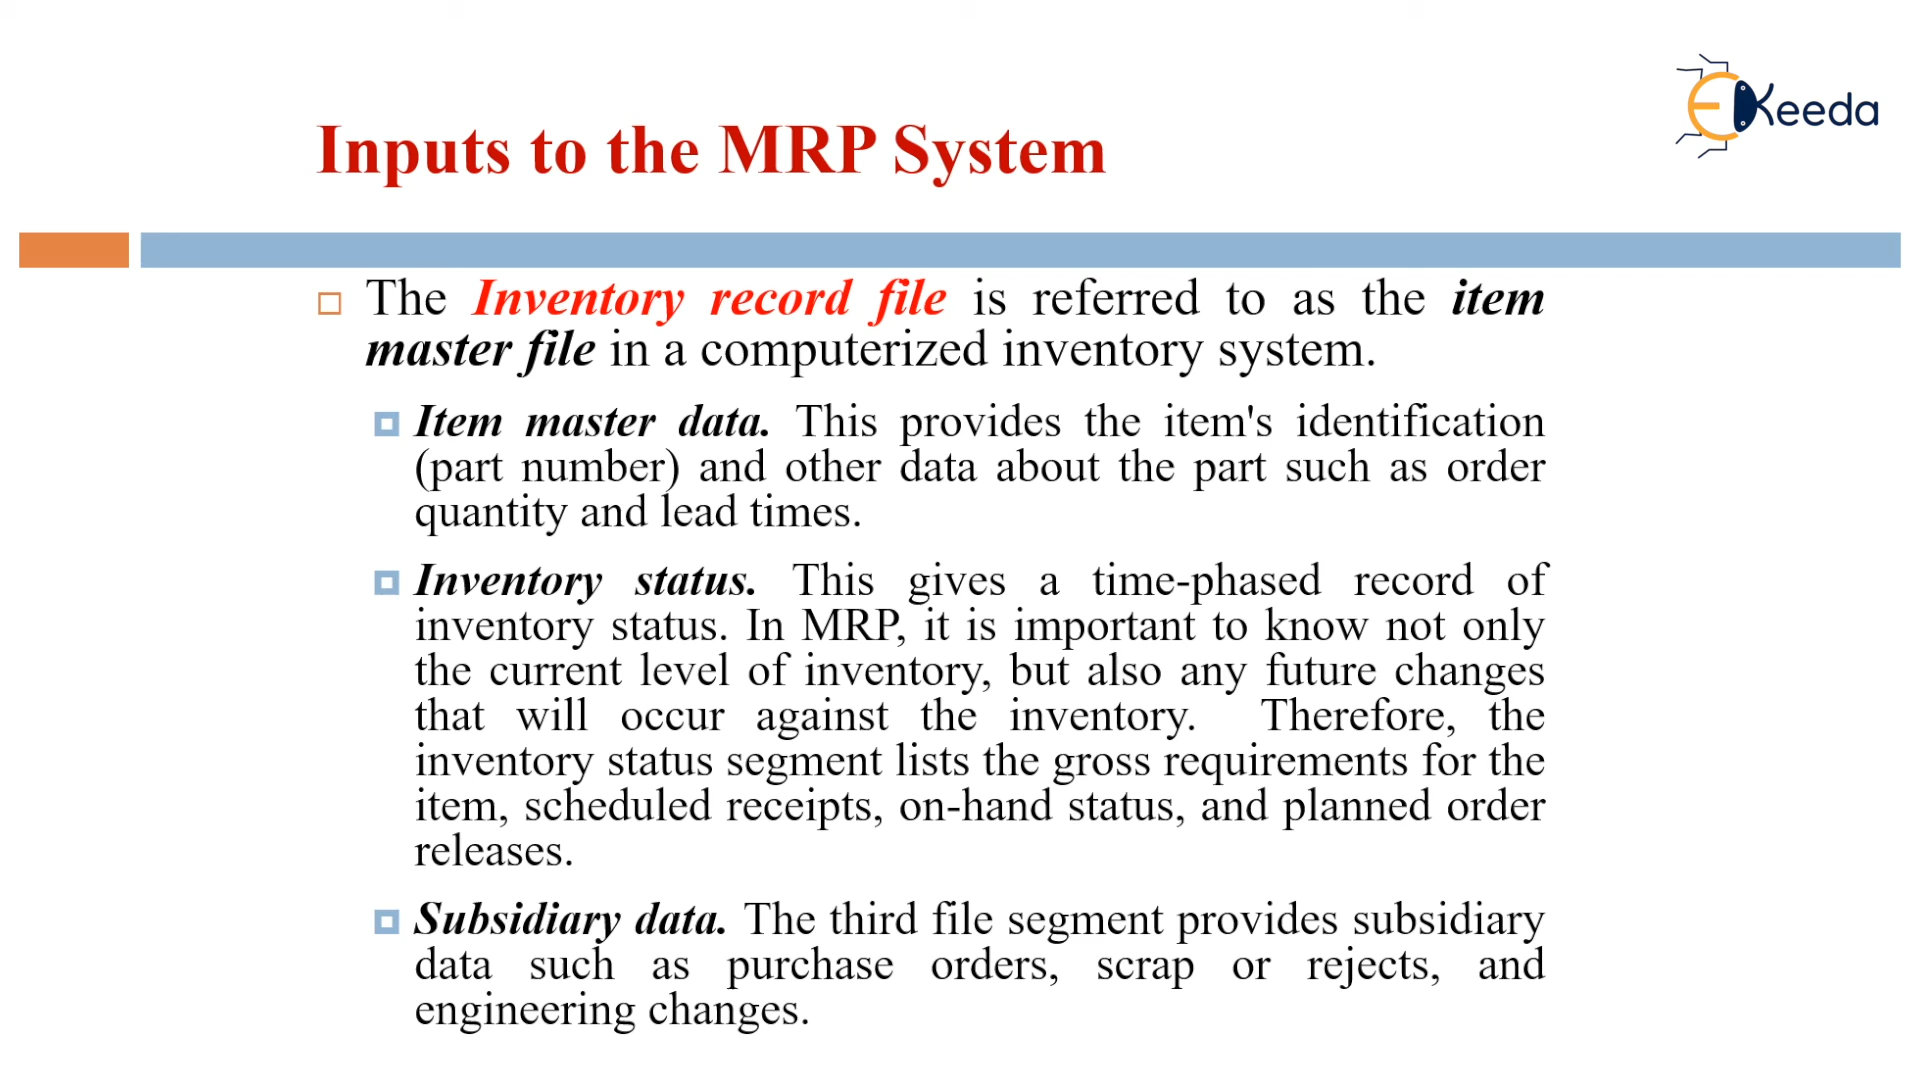 Keeda
Inputs to the MRP System
The Inventory record file is referred to as the item
master file in a computerized inventory system.
Item master data. This provides the item's identification
(part number) and other data about the part such as order
quantity and lead times.
Inventory status. This gives a time-phased record of
inventory status. In MRP, it is important to know not only
the current level of inventory, but also any future changes
that will occur against the inventory. Therefore, the
inventory status segment lists the gross requirements for the
item, scheduled receipts, on-hand status, and planned order
releases.
Subsidiary data. The third file segment provides subsidiary
data such as purchase orders, scrap or rejects, and
engineering changes.